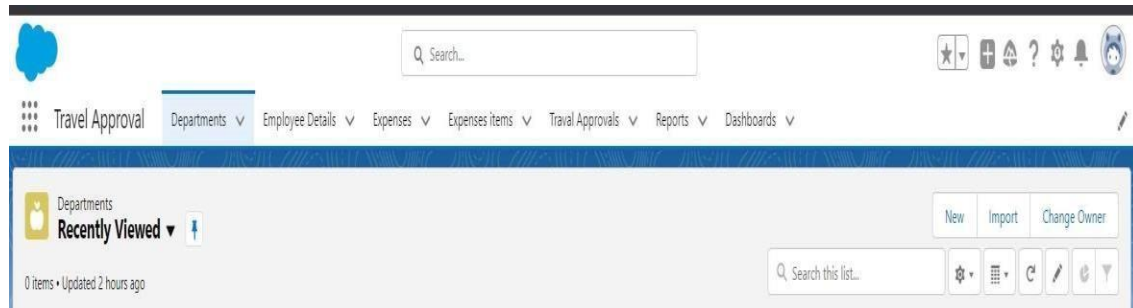 Search...
Travel Approval Departments Employee Details Expenses Expenses items Traval Approvals Reports Dashboards
Departments
Recently Viewed
New Import Change Owner
0 items • Updated 2 hours ago
Search this list...